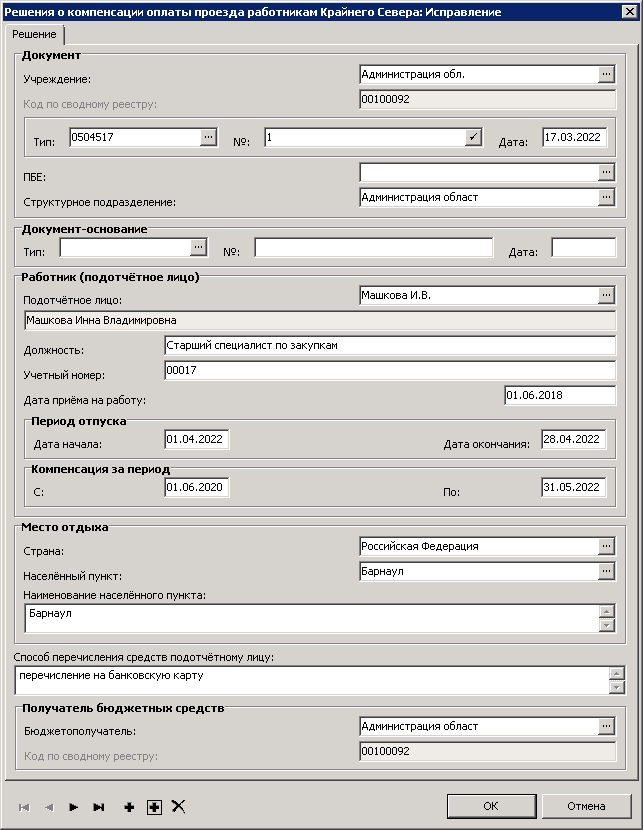 Решения о компенсации оплаты проезда работникам Крайнего Севера: Исправление
Решение
Документ
Учреждение: Администрация обл. ...
Код по сводному реестру: 00100092
Тип: 0504517 ... №: 1 ✓ Дата: 17.03.2022
ПБЕ: ...
Структурное подразделение: Администрация област ...
Документ-основание
Тип: ... №: Дата:
Работник (подотчётное лицо)
Подотчётное лицо: Машкова И.В. ...
Машкова Инна Владимировна
Должность: Старший специалист по закупкам
Учетный номер: 00017
Дата приёма на работу: 01.06.2018
Период отпуска
Дата начала: 01.04.2022 Дата окончания: 28.04.2022
Компенсация за период
С: 01.06.2020 По: 31.05.2022
Место отдыха
Страна: Российская Федерация ...
Населённый пункт: Барнаул ...
Наименование населённого пункта:
Барнаул
Способ перечисления средств подотчётному лицу:
перечисление на банковскую карту
Получатель бюджетных средств
Бюджетополучатель: Администрация област ...
Код по сводному реестру: 00100092
ОК Отмена